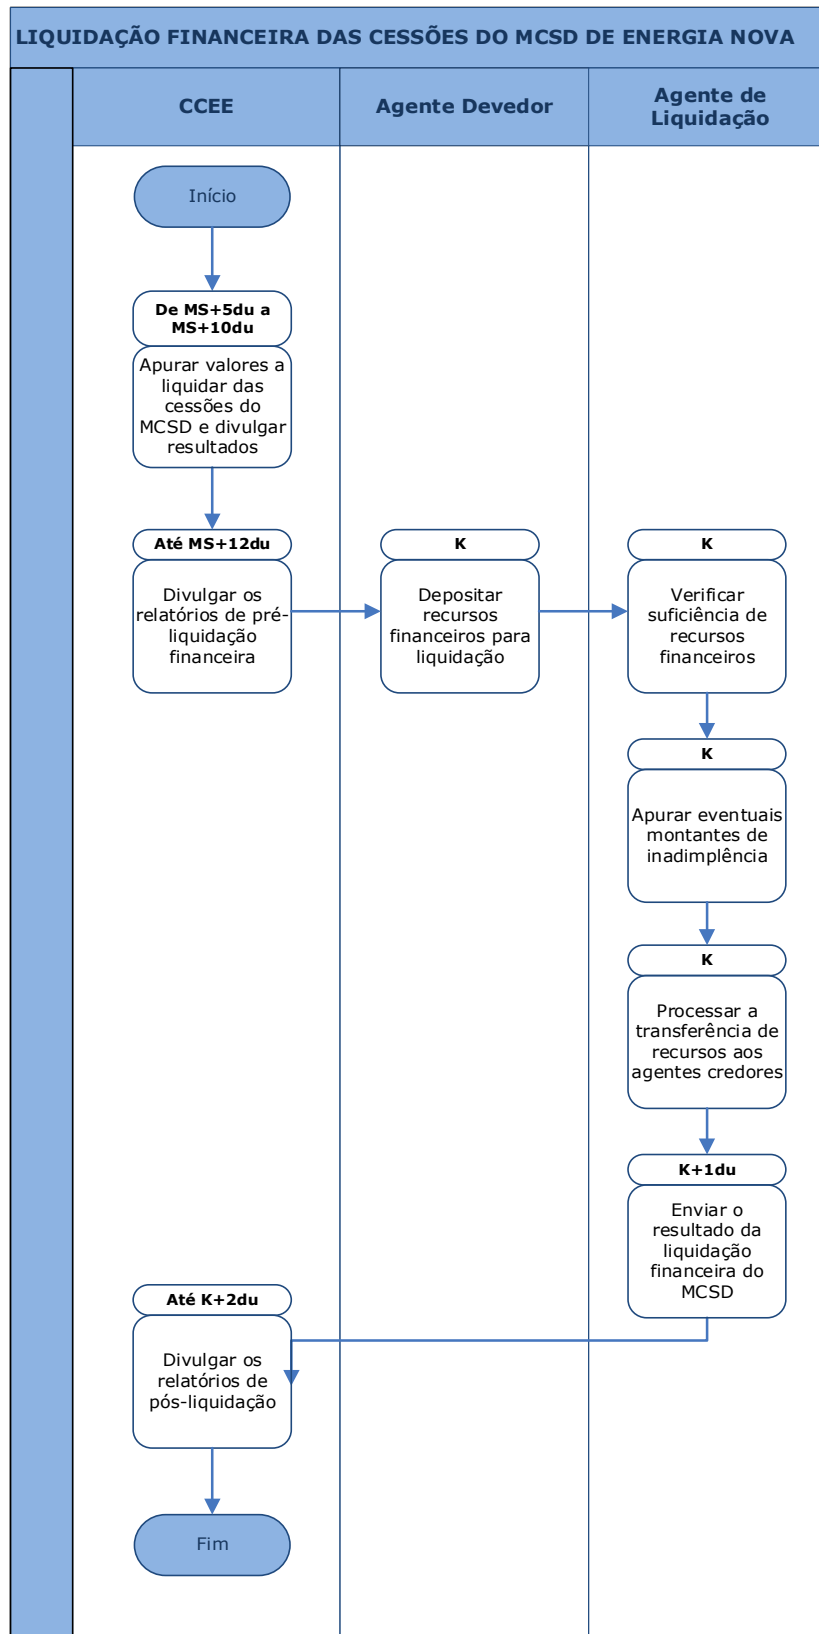 LIQUIDAÇÃO FINANCEIRA DAS CESSÕES DO MCSD DE ENERGIA NOVA
CCEE
Agente Devedor
Agente de
Liquidação
Início
De MS+5du a
MS+10du
Apurar valores a
liquidar das
cessões do
MCSD e divulgar
resultados
Até MS+12du
Divulgar os
relatórios de pré-
liquidação
financeira
K
Depositar
recursos
financeiros para
liquidação
K
Verificar
suficiência de
recursos
financeiros
K
Apurar eventuais
montantes de
inadimplência
K
Processar a
transferência de
recursos aos
agentes credores
K+1du
Enviar o
resultado da
liquidação
financeira do
MCSD
Até K+2du
Divulgar os
relatórios de
pós-liquidação
Fim